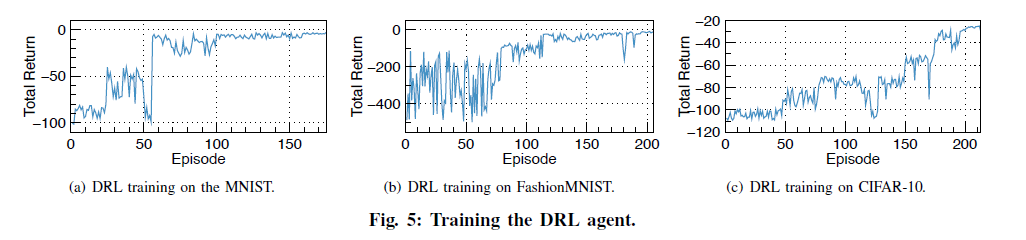 0
−50
−100
Total Return
0
50
100
150
Episode
(a) DRL training on the MNIST.
0
−200
−400
Total Return
0
50
100
150
200
Episode
(b) DRL training on FashionMNIST.
−20
−40
−60
−80
−100
−120
Total Return
0
50
100
150
200
Episode
(c) DRL training on CIFAR-10.
Fig. 5: Training the DRL agent.